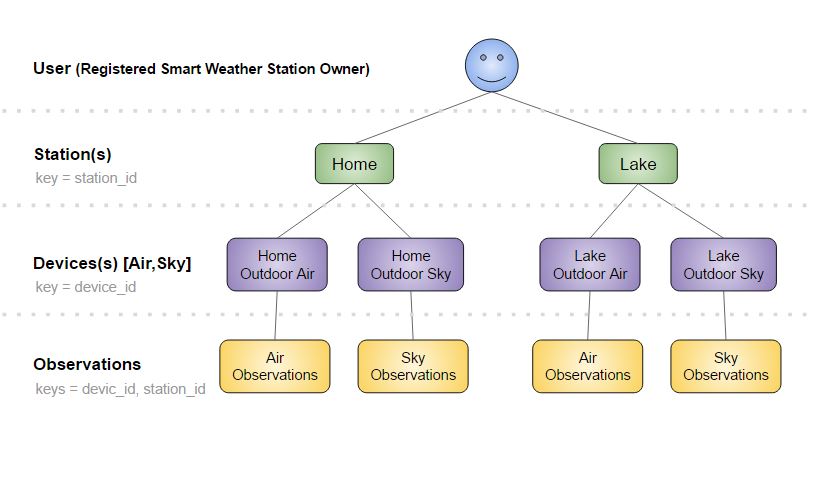 User (Registered Smart Weather Station Owner)
Station(s)
key = station_id
Home
Lake
Devices(s) [Air,Sky]
key = device_id
Home
Outdoor Air
Home
Outdoor Sky
Lake
Outdoor Air
Lake
Outdoor Sky
Observations
keys = devic_id, station_id
Air
Observations
Sky
Observations
Air
Observations
Sky
Observations